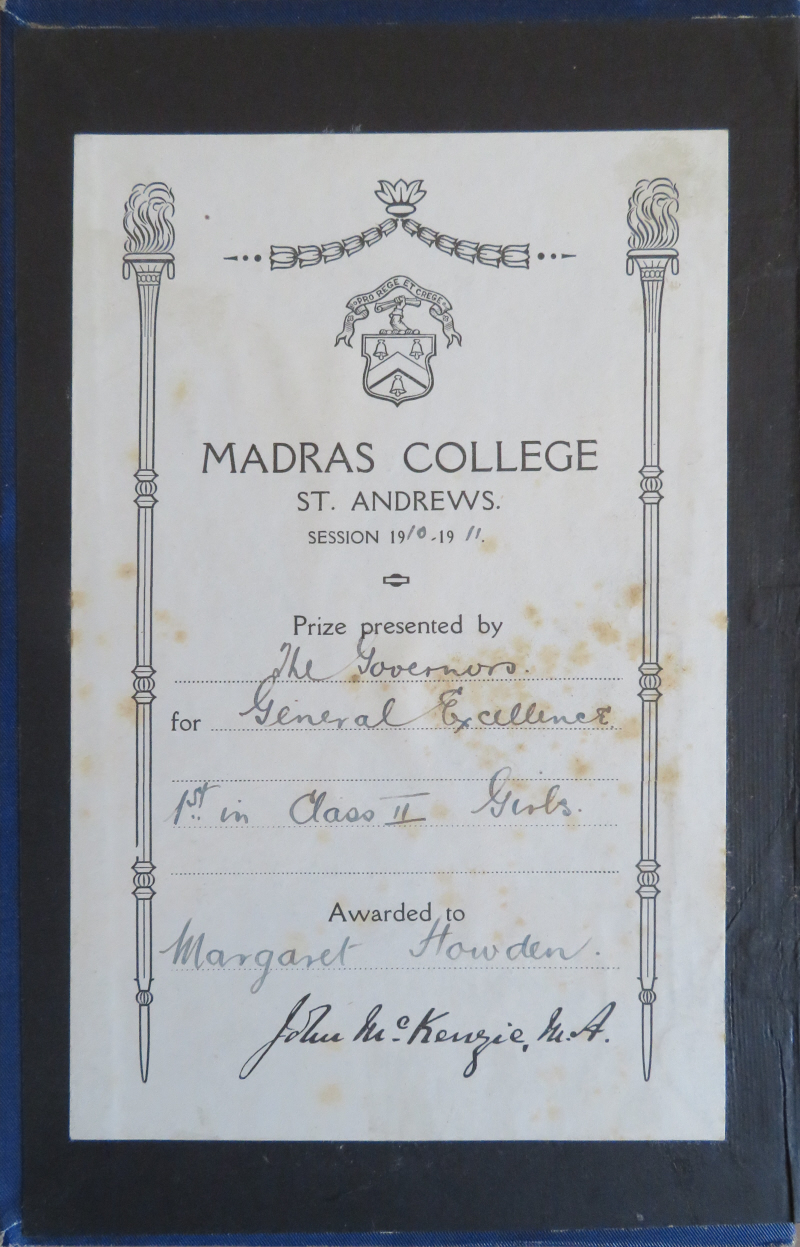 PRO REGE ET GREGE
MADRAS COLLEGE
ST. ANDREWS.
SESSION 1910-1911.
Prize presented by
The Governors.
for General Excellence.
1st in Class II Girls.
Awarded to
Margaret Howden.
John McKenzie, M.A.